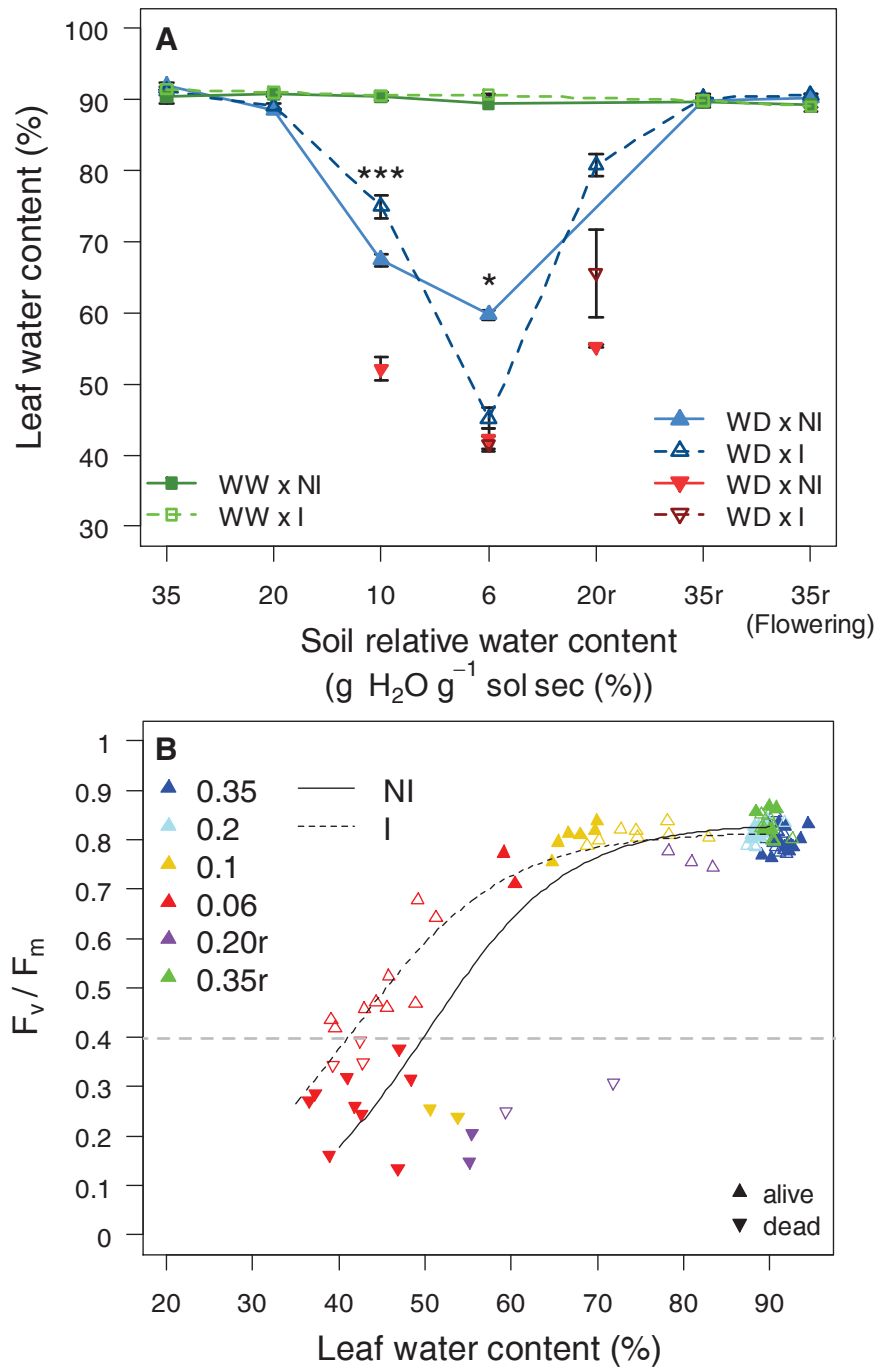 A
Leaf water content (%)
100
90
80
70
60
50
40
30
***
*
WW x NI
WW x I
WD x NI
WD x I
WD x NI
WD x I
35 20 10 6 20r 35r 35r
(Flowering)
Soil relative water content
(g H₂O g⁻¹ sol sec (%))
B
Fᵥ / Fₘ
1
0.9
0.8
0.7
0.6
0.5
0.4
0.3
0.2
0.1
0
0.35
0.2
0.1
0.06
0.20r
0.35r
NI
I
alive
dead
20 30 40 50 60 70 80 90
Leaf water content (%)